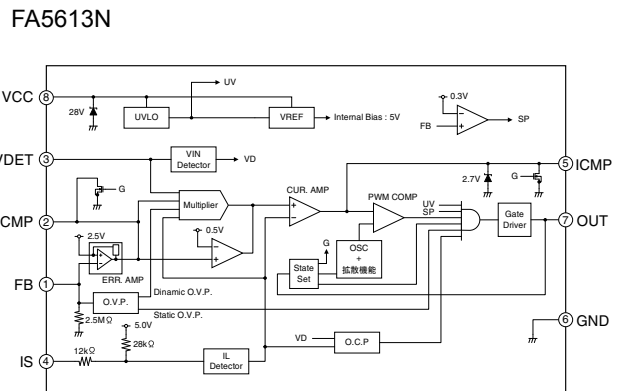 FA5613N
VCC 8
28V
UVLO
UV
VREF
Internal Bias : 5V
0.3V
FB
SP
VDET 3
VIN
Detector
VD
5 ICMP
2.7V
G
G
CMP 2
Multiplier
CUR. AMP
PWM COMP
UV
SP
Gate
Driver
7 OUT
2.5V
0.5V
ERR. AMP
G
OSC
+
拡散機能
State
Set
FB 1
O.V.P.
Dinamic O.V.P.
Static O.V.P.
2.5MΩ
5.0V
28kΩ
6 GND
IS 4
12kΩ
IL
Detector
VD
O.C.P